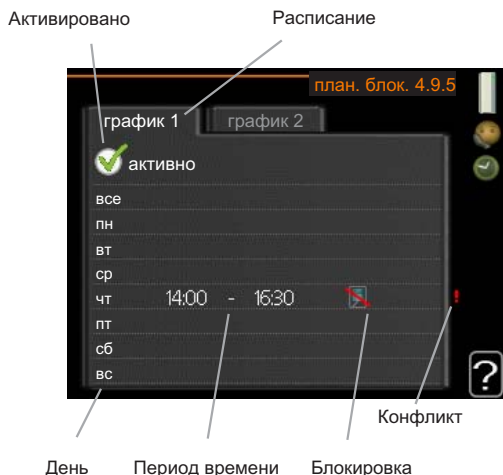 Активировано
Расписание
план. блок. 4.9.5
график 1
график 2
активно
все
пн
вт
ср
чт 14:00 - 16:30 !
пт
сб
вс
?
Конфликт
День
Период времени
Блокировка